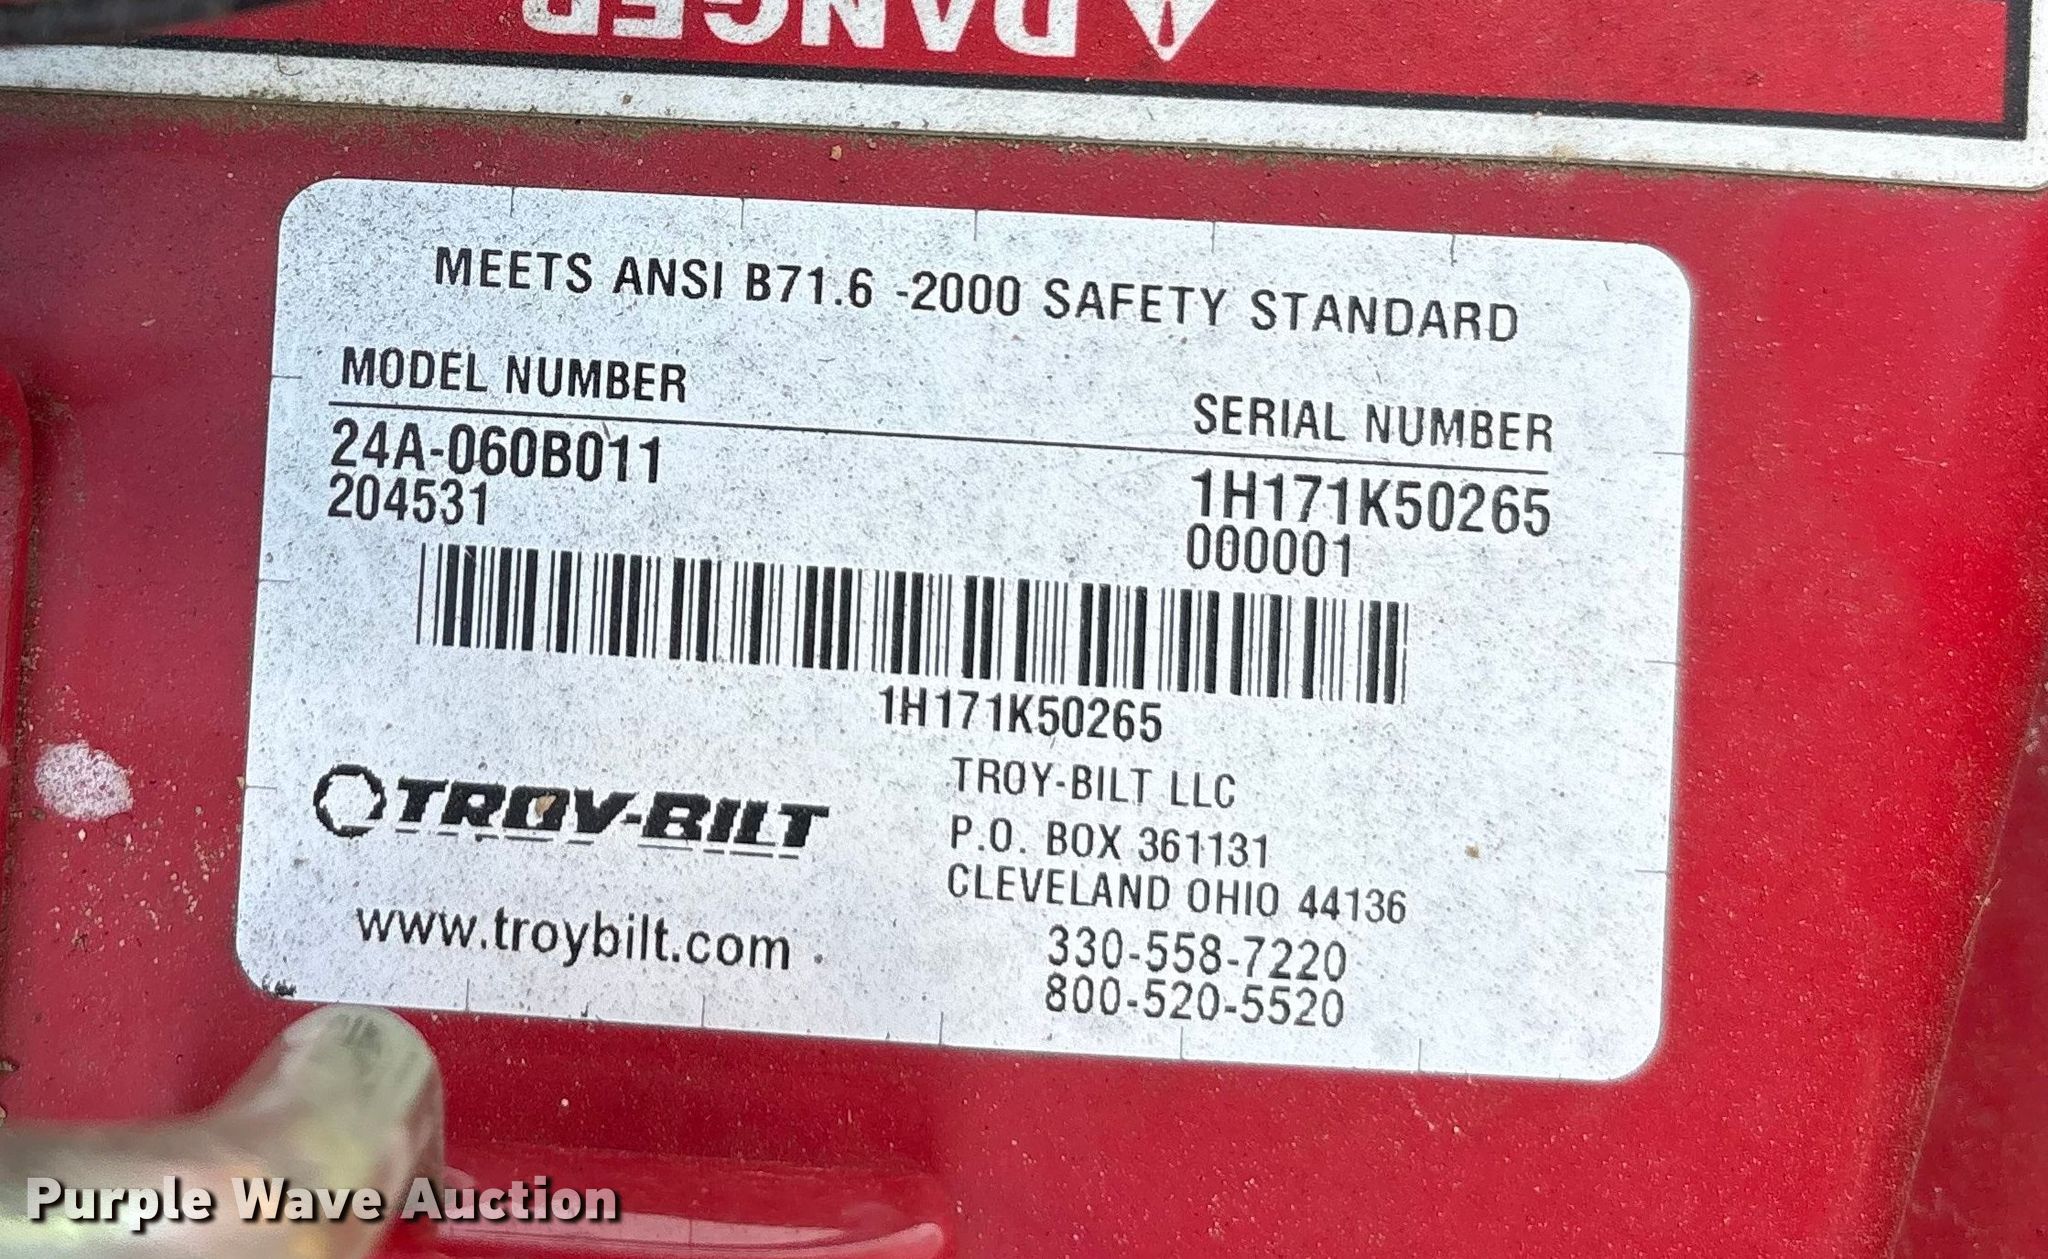 DANGER
MEETS ANSI B71.6 -2000 SAFETY STANDARD
MODEL NUMBER SERIAL NUMBER
24A-060B011 1H171K50265
204531 000001
1H171K50265
TROY-BILT
www.troybilt.com
TROY-BILT LLC
P.O. BOX 361131
CLEVELAND OHIO 44136
330-558-7220
800-520-5520
Purple Wave Auction